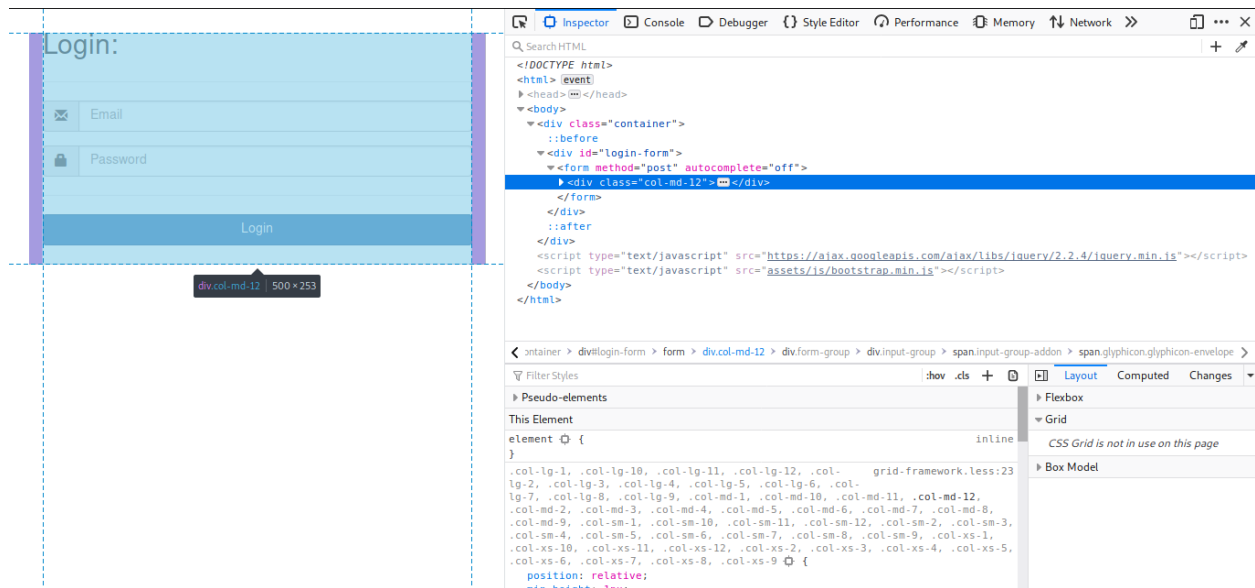 Login:
Email
Password
Login
div.col-md-12 | 500 × 253
Inspector Console Debugger {} Style Editor Performance Memory Network
Search HTML
<!DOCTYPE html>
<html> event
<head> ••• </head>
<body>
<div class="container">
::before
<div id="login-form">
<form method="post" autocomplete="off">
<div class="col-md-12"> ••• </div>
</form>
</div>
::after
</div>
<script type="text/javascript" src="https://ajax.googleapis.com/ajax/libs/jquery/2.2.4/jquery.min.js"></script>
<script type="text/javascript" src="assets/js/bootstrap.min.js"></script>
</body>
</html>
ontainer > div#login-form > form > div.col-md-12 > div.form-group > div.input-group > span.input-group-addon > span.glyphicon.glyphicon-envelope
Filter Styles :hov .cls +
Pseudo-elements
This Element
element { inline
}
.col-lg-1, .col-lg-10, .col-lg-11, .col-lg-12, .col- grid-framework.less:23
lg-2, .col-lg-3, .col-lg-4, .col-lg-5, .col-lg-6, .col-
lg-7, .col-lg-8, .col-lg-9, .col-md-1, .col-md-10, .col-md-11, .col-md-12,
.col-md-2, .col-md-3, .col-md-4, .col-md-5, .col-md-6, .col-md-7, .col-md-8,
.col-md-9, .col-sm-1, .col-sm-10, .col-sm-11, .col-sm-12, .col-sm-2, .col-sm-3,
.col-sm-4, .col-sm-5, .col-sm-6, .col-sm-7, .col-sm-8, .col-sm-9, .col-xs-1,
.col-xs-10, .col-xs-11, .col-xs-12, .col-xs-2, .col-xs-3, .col-xs-4, .col-xs-5,
.col-xs-6, .col-xs-7, .col-xs-8, .col-xs-9 {
position: relative;
min-height: 1px;
Layout Computed Changes
Flexbox
Grid
CSS Grid is not in use on this page
Box Model